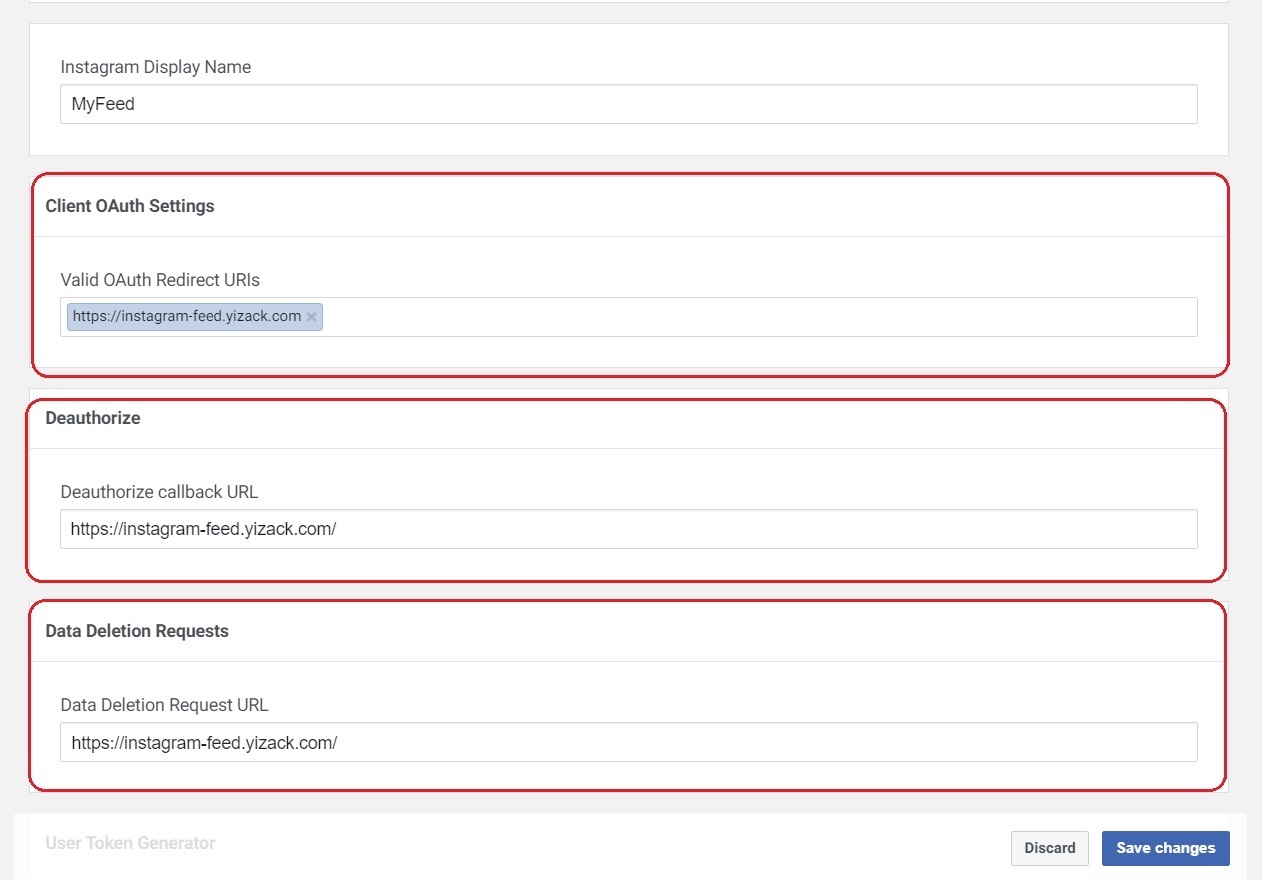 Instagram Display Name
MyFeed
Client OAuth Settings
Valid OAuth Redirect URIs
https://instagram-feed.yizack.com ×
Deauthorize
Deauthorize callback URL
https://instagram-feed.yizack.com/
Data Deletion Requests
Data Deletion Request URL
https://instagram-feed.yizack.com/
User Token Generator
Discard Save changes